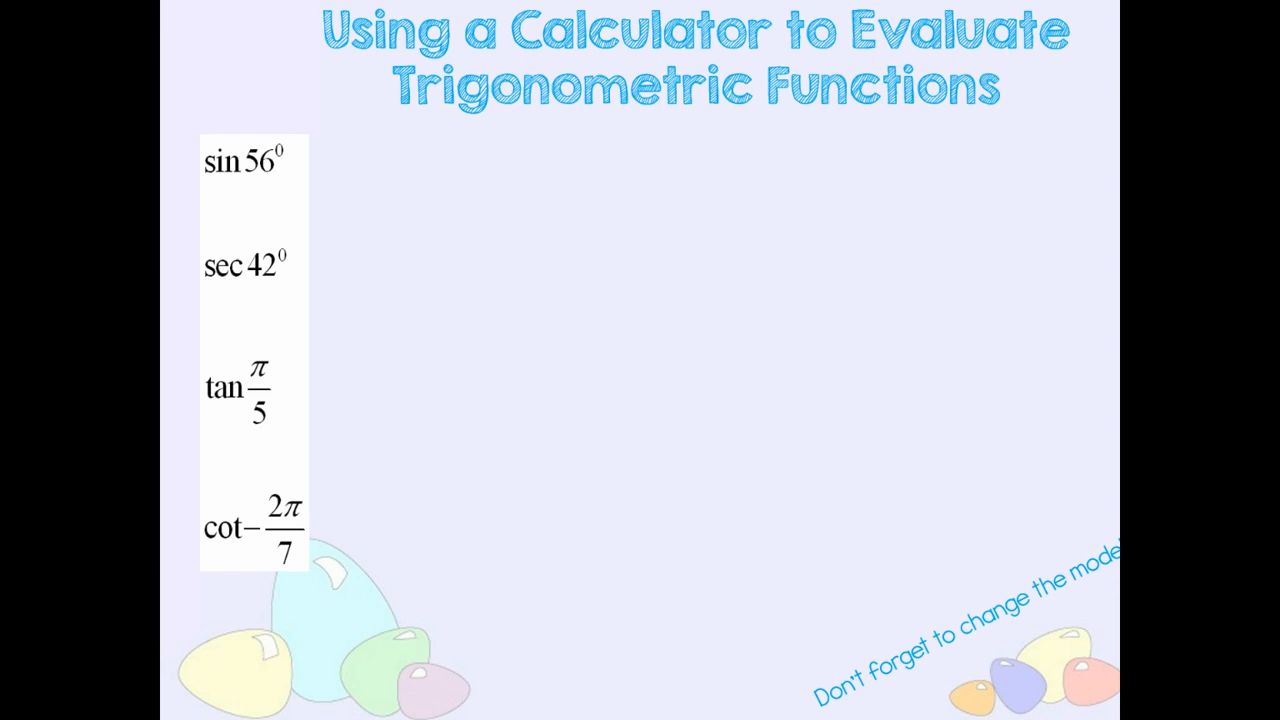 Using a Calculator to Evaluate
Trigonometric Functions
sin 56⁰
sec 42⁰
tan π/5
cot −2π/7
Don't forget to change the mode!